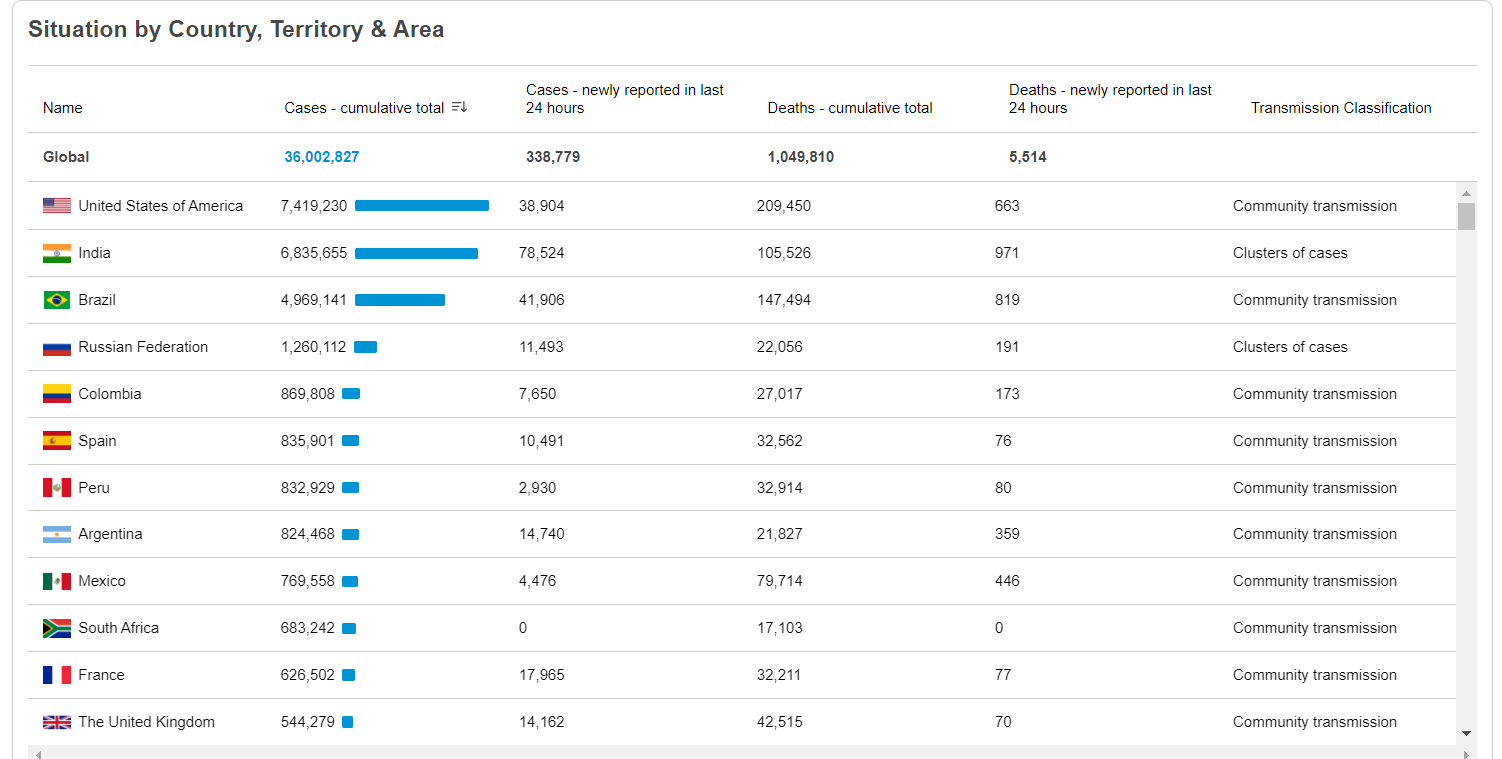 Situation by Country, Territory & Area
Name Cases - cumulative total Cases - newly reported in last 24 hours Deaths - cumulative total Deaths - newly reported in last 24 hours Transmission Classification
Global 36,002,827 338,779 1,049,810 5,514
United States of America 7,419,230 38,904 209,450 663 Community transmission
India 6,835,655 78,524 105,526 971 Clusters of cases
Brazil 4,969,141 41,906 147,494 819 Community transmission
Russian Federation 1,260,112 11,493 22,056 191 Clusters of cases
Colombia 869,808 7,650 27,017 173 Community transmission
Spain 835,901 10,491 32,562 76 Community transmission
Peru 832,929 2,930 32,914 80 Community transmission
Argentina 824,468 14,740 21,827 359 Community transmission
Mexico 769,558 4,476 79,714 446 Community transmission
South Africa 683,242 0 17,103 0 Community transmission
France 626,502 17,965 32,211 77 Community transmission
The United Kingdom 544,279 14,162 42,515 70 Community transmission